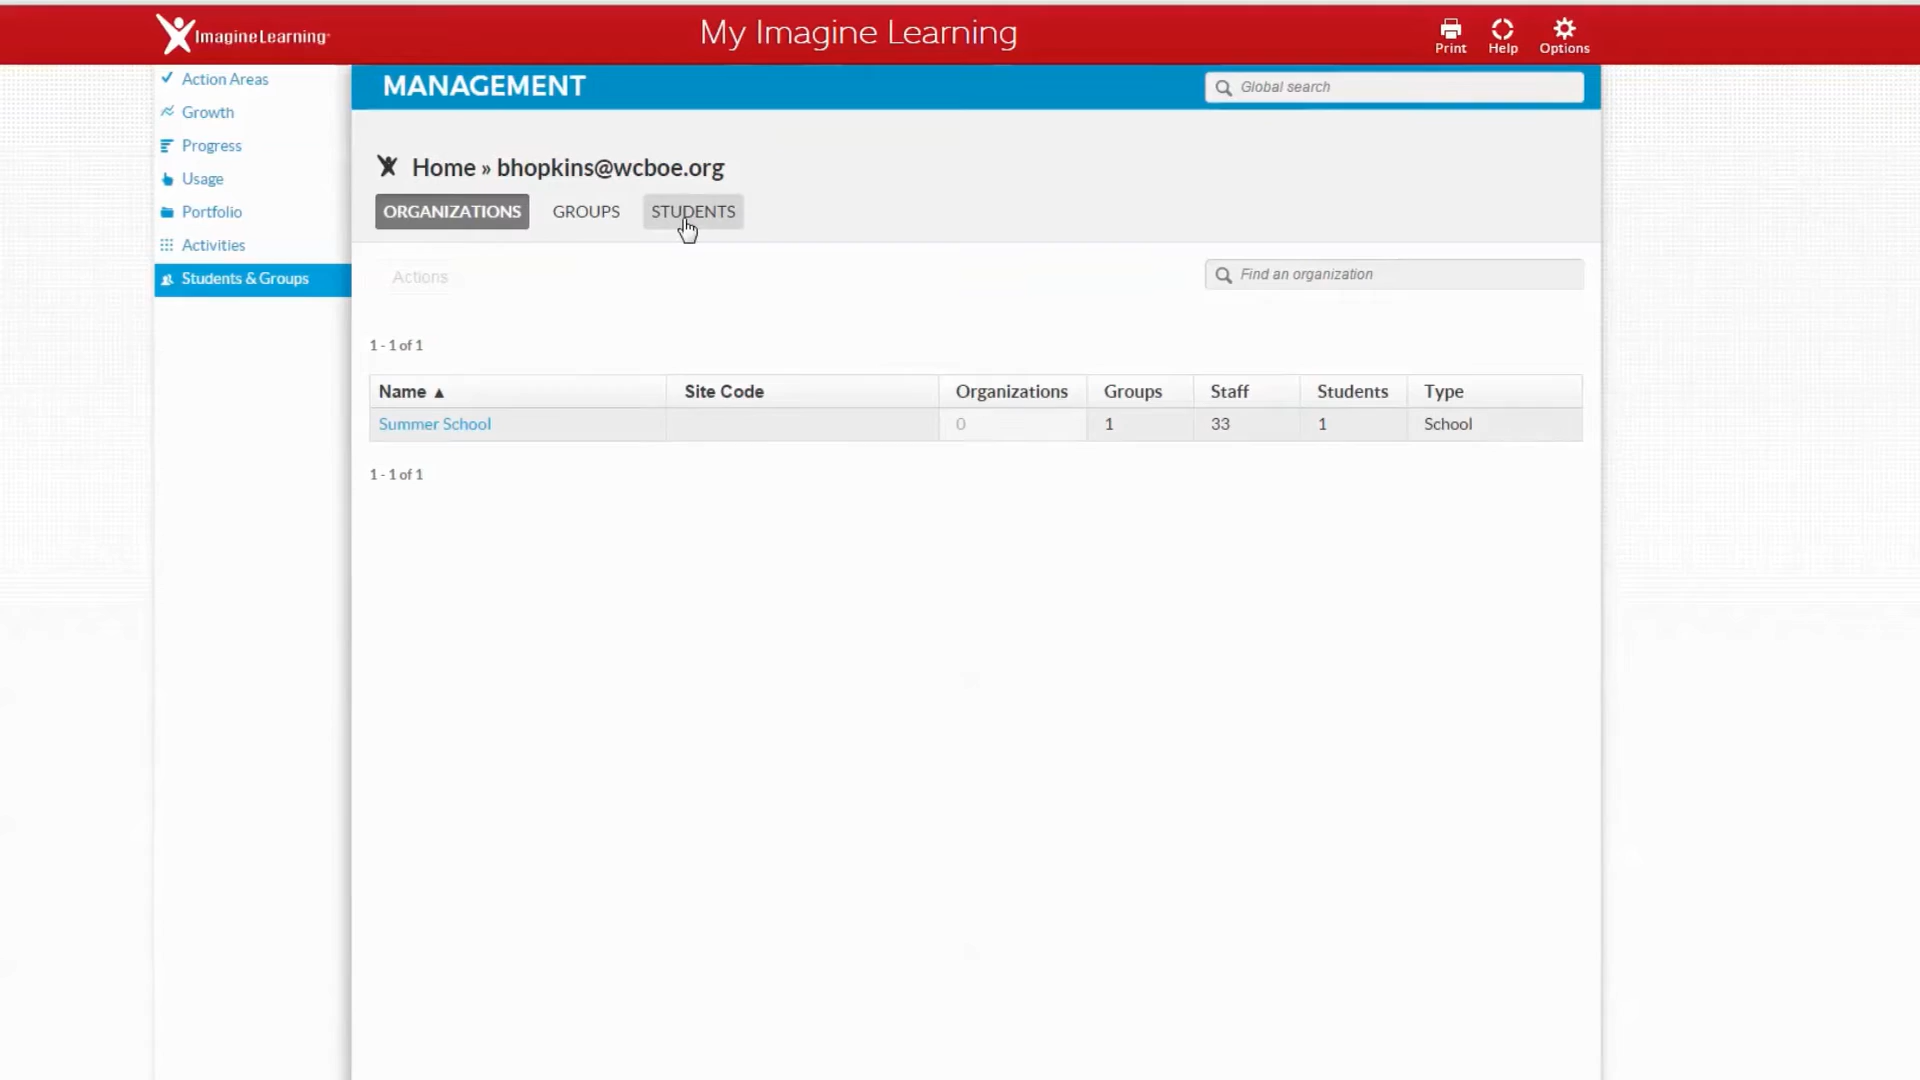 ImagineLearning
My Imagine Learning
Print
Help
Options
Action Areas
Growth
Progress
Usage
Portfolio
Activities
Students & Groups
MANAGEMENT
Global search
Home » bhopkins@wcboe.org
ORGANIZATIONS GROUPS STUDENTS
Actions
Find an organization
1 - 1 of 1
Name ▲ Site Code Organizations Groups Staff Students Type
Summer School 0 1 33 1 School
1 - 1 of 1